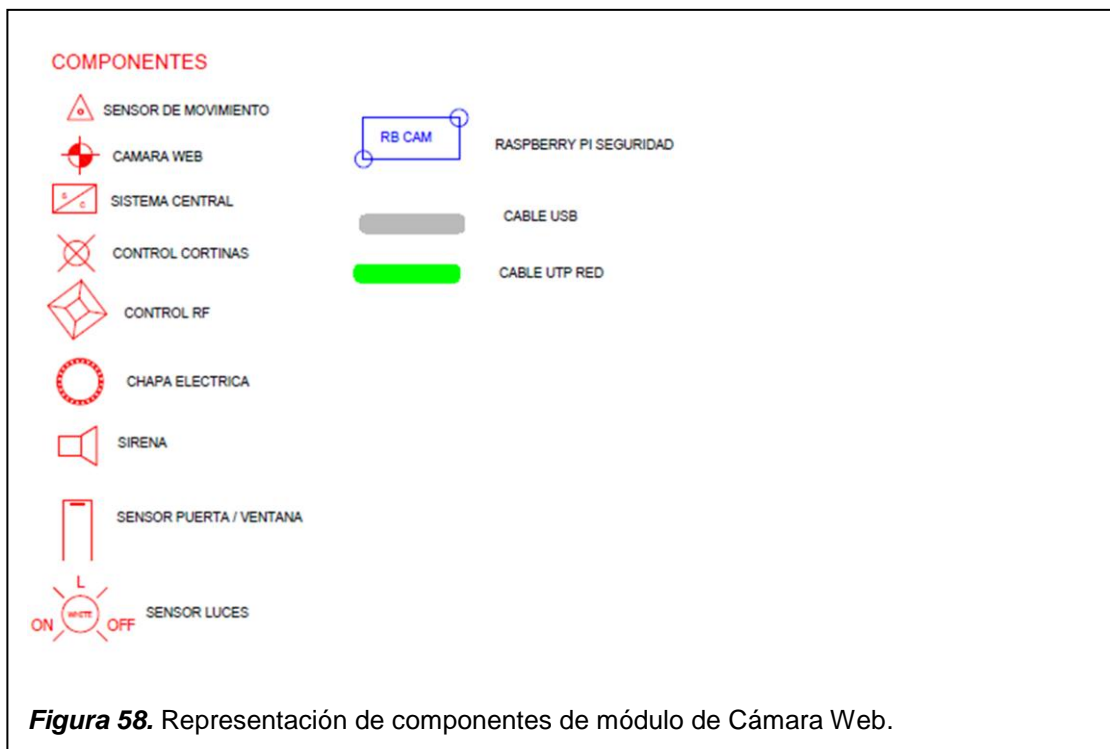 COMPONENTES
SENSOR DE MOVIMIENTO
CAMARA WEB
S
C
SISTEMA CENTRAL
CONTROL CORTINAS
CONTROL RF
CHAPA ELECTRICA
SIRENA
SENSOR PUERTA / VENTANA
L
ON
WHITE
OFF
SENSOR LUCES
RB CAM
RASPBERRY PI SEGURIDAD
CABLE USB
CABLE UTP RED
Figura 58. Representación de componentes de módulo de Cámara Web.